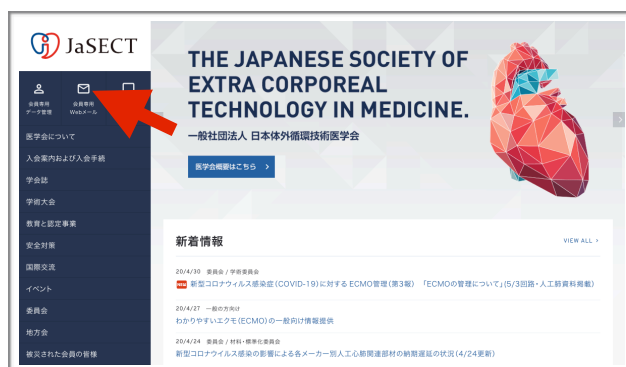 JaSECT
会員専用
データ管理
会員専用
Webメール
医学会について
入会案内および入会手続
学会誌
学術大会
教育と認定事業
安全対策
国際交流
イベント
委員会
地方会
被災された会員の皆様
THE JAPANESE SOCIETY OF
EXTRA CORPOREAL
TECHNOLOGY IN MEDICINE.
一般社団法人 日本体外循環技術医学会
医学会概要はこちら >
新着情報
VIEW ALL >
20/4/30 委員会 / 学術委員会
新型コロナウィルス感染症(COVID-19)に対する ECMO管理(第3報) 「ECMOの管理について」(5/3回路・人工肺資料掲載)
20/4/27 一般の方向け
わかりやすいエクモ(ECMO)の一般向け情報提供
20/4/24 委員会 / 材料・標準化委員会
新型コロナウイルス感染の影響による各メーカー別人工心肺関連部材の納期遅延の状況(4/24更新)